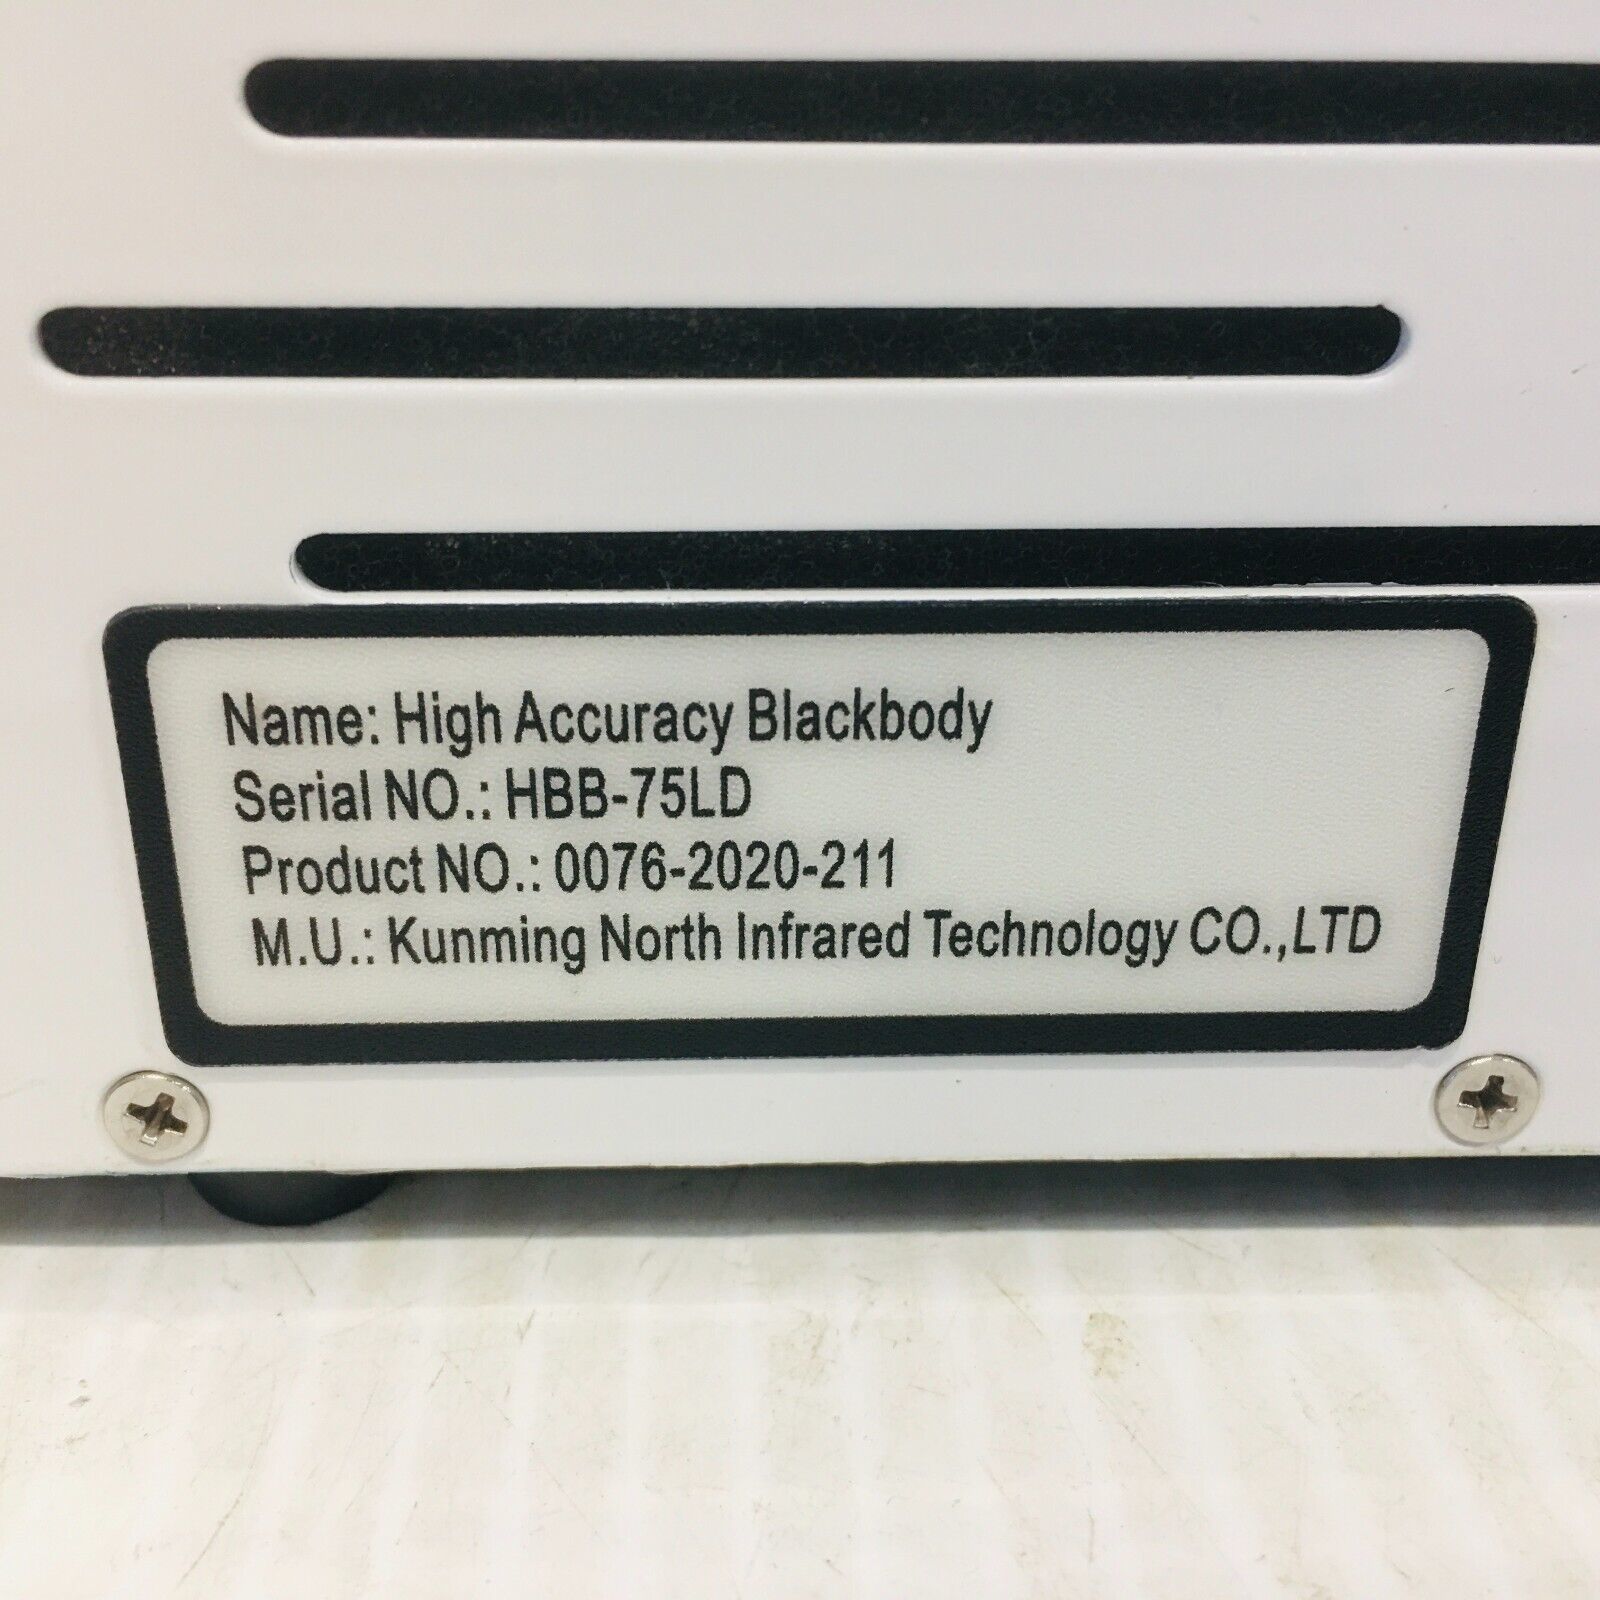 Name: High Accuracy Blackbody
Serial NO.: HBB-75LD
Product NO.: 0076-2020-211
M.U.: Kunming North Infrared Technology CO.,LTD